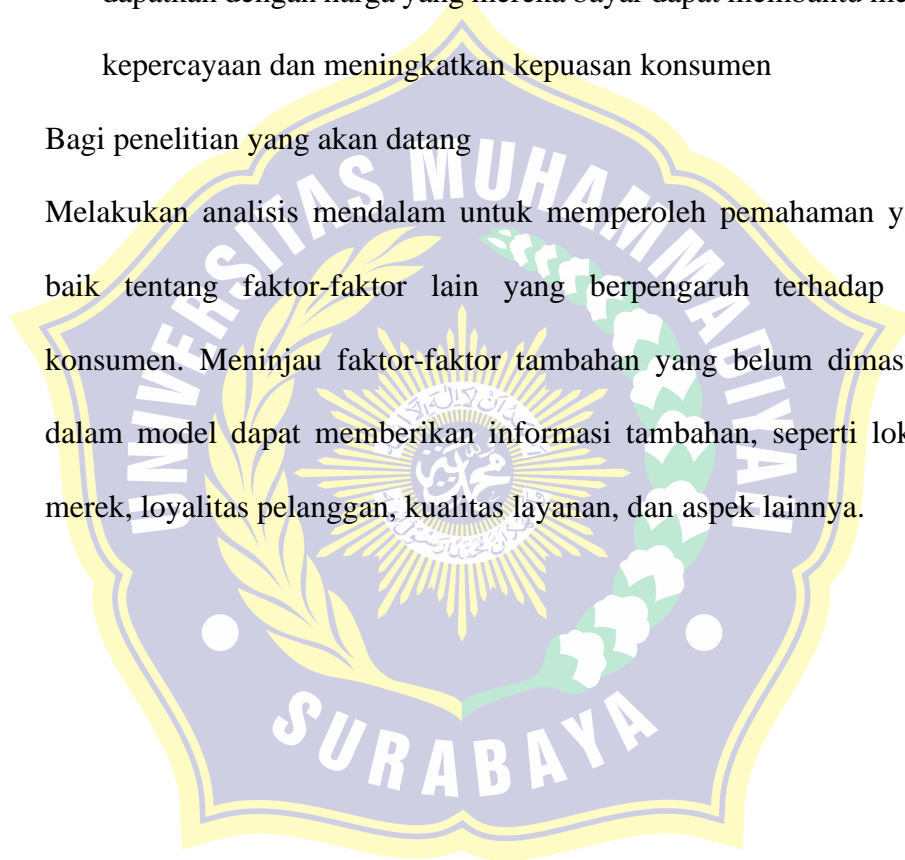 dapatkan dengan harga yang mereka bayar dapat membantu me
kepercayaan dan meningkatkan kepuasan konsumen
Bagi penelitian yang akan datang
Melakukan analisis mendalam untuk memperoleh pemahaman y
baik tentang faktor-faktor lain yang berpengaruh terhadap
konsumen. Meninjau faktor-faktor tambahan yang belum dimas
dalam model dapat memberikan informasi tambahan, seperti lok
merek, loyalitas pelanggan, kualitas layanan, dan aspek lainnya.
UNIVERSITAS MUHAMMADIYAH
SURABAYA
محمد